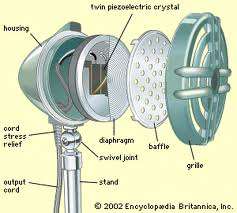 twin piezoelectric crystal
housing
cord
stress
relief
diaphragm
baffle
swivel joint
grille
output
cord
stand
© 2002 Encyclopædia Britannica, Inc.